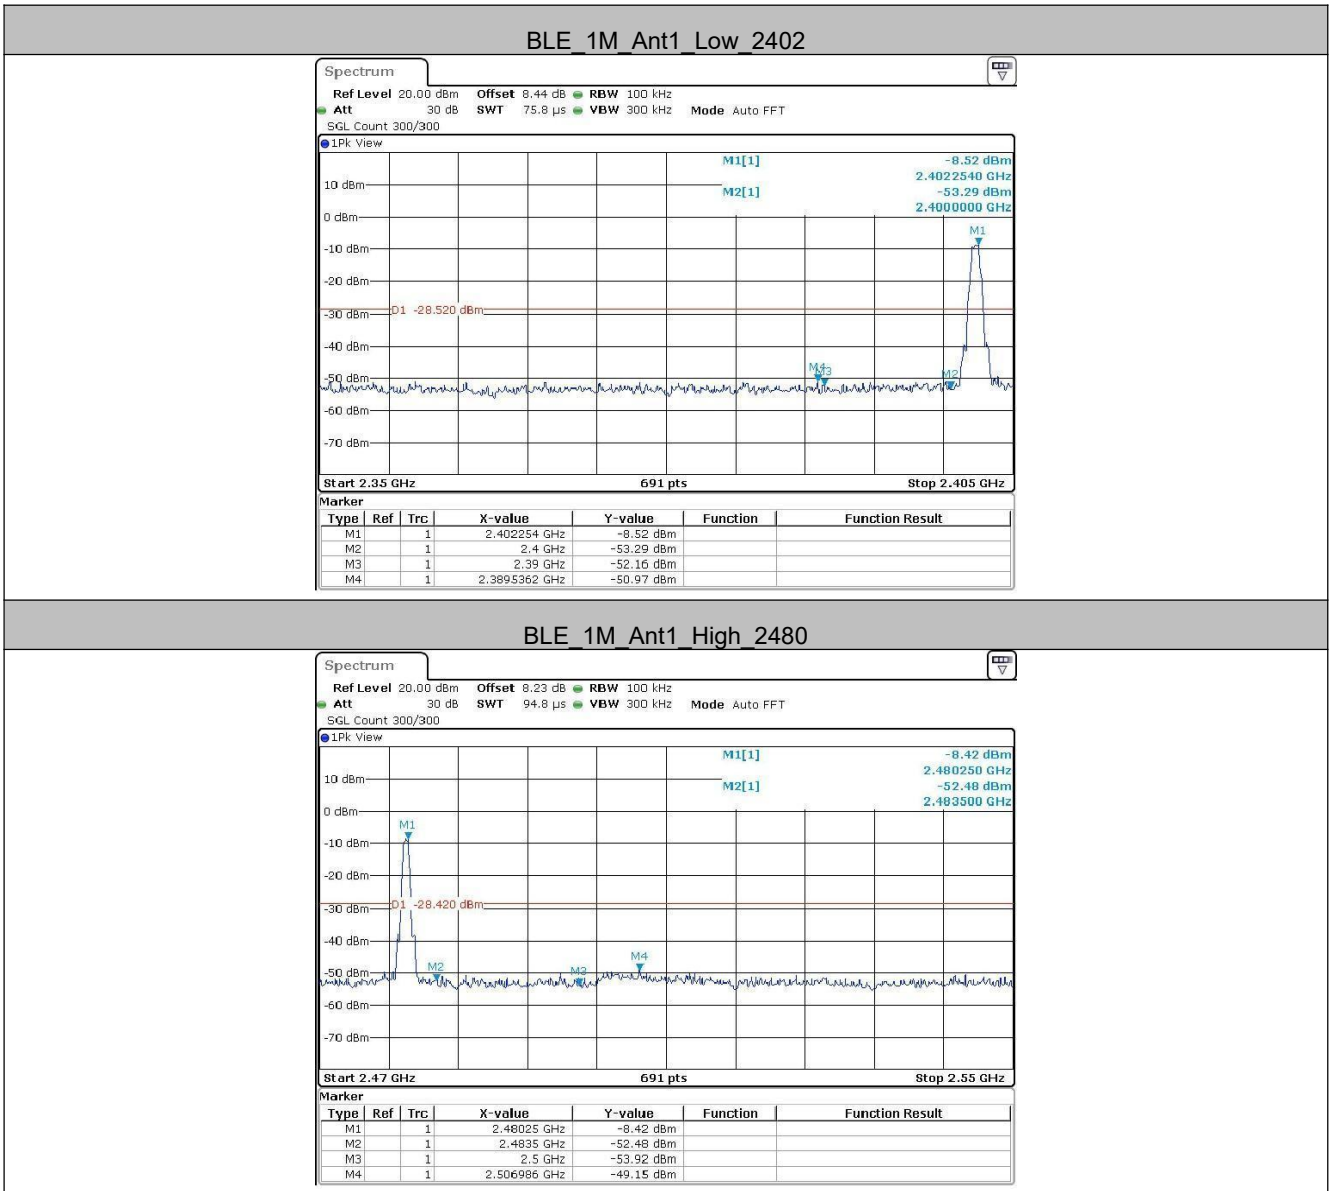 BLE_1M_Ant1_Low_2402
Spectrum
Ref Level 20.00 dBm Offset 8.44 dB RBW 100 kHz
Att 30 dB SWT 75.8 µs VBW 300 kHz Mode Auto FFT
SGL Count 300/300
1Pk View
M1[1] -8.52 dBm
2.4022540 GHz
10 dBm
M2[1] -53.29 dBm
2.4000000 GHz
0 dBm
M1
-10 dBm
-20 dBm
D1 -28.520 dBm
-30 dBm
-40 dBm
M4 M3
-50 dBm M2
-60 dBm
-70 dBm
Start 2.35 GHz 691 pts Stop 2.405 GHz
Marker
Type Ref Trc X-value Y-value Function Function Result
M1 1 2.402254 GHz -8.52 dBm
M2 1 2.4 GHz -53.29 dBm
M3 1 2.39 GHz -52.16 dBm
M4 1 2.3895362 GHz -50.97 dBm
BLE_1M_Ant1_High_2480
Spectrum
Ref Level 20.00 dBm Offset 8.23 dB RBW 100 kHz
Att 30 dB SWT 94.8 µs VBW 300 kHz Mode Auto FFT
SGL Count 300/300
1Pk View
M1[1] -8.42 dBm
2.480250 GHz
10 dBm
M2[1] -52.48 dBm
2.483500 GHz
0 dBm
M1
-10 dBm
-20 dBm
D1 -28.420 dBm
-30 dBm
-40 dBm
M4
M2 M3
-50 dBm
-60 dBm
-70 dBm
Start 2.47 GHz 691 pts Stop 2.55 GHz
Marker
Type Ref Trc X-value Y-value Function Function Result
M1 1 2.48025 GHz -8.42 dBm
M2 1 2.4835 GHz -52.48 dBm
M3 1 2.5 GHz -53.92 dBm
M4 1 2.506986 GHz -49.15 dBm